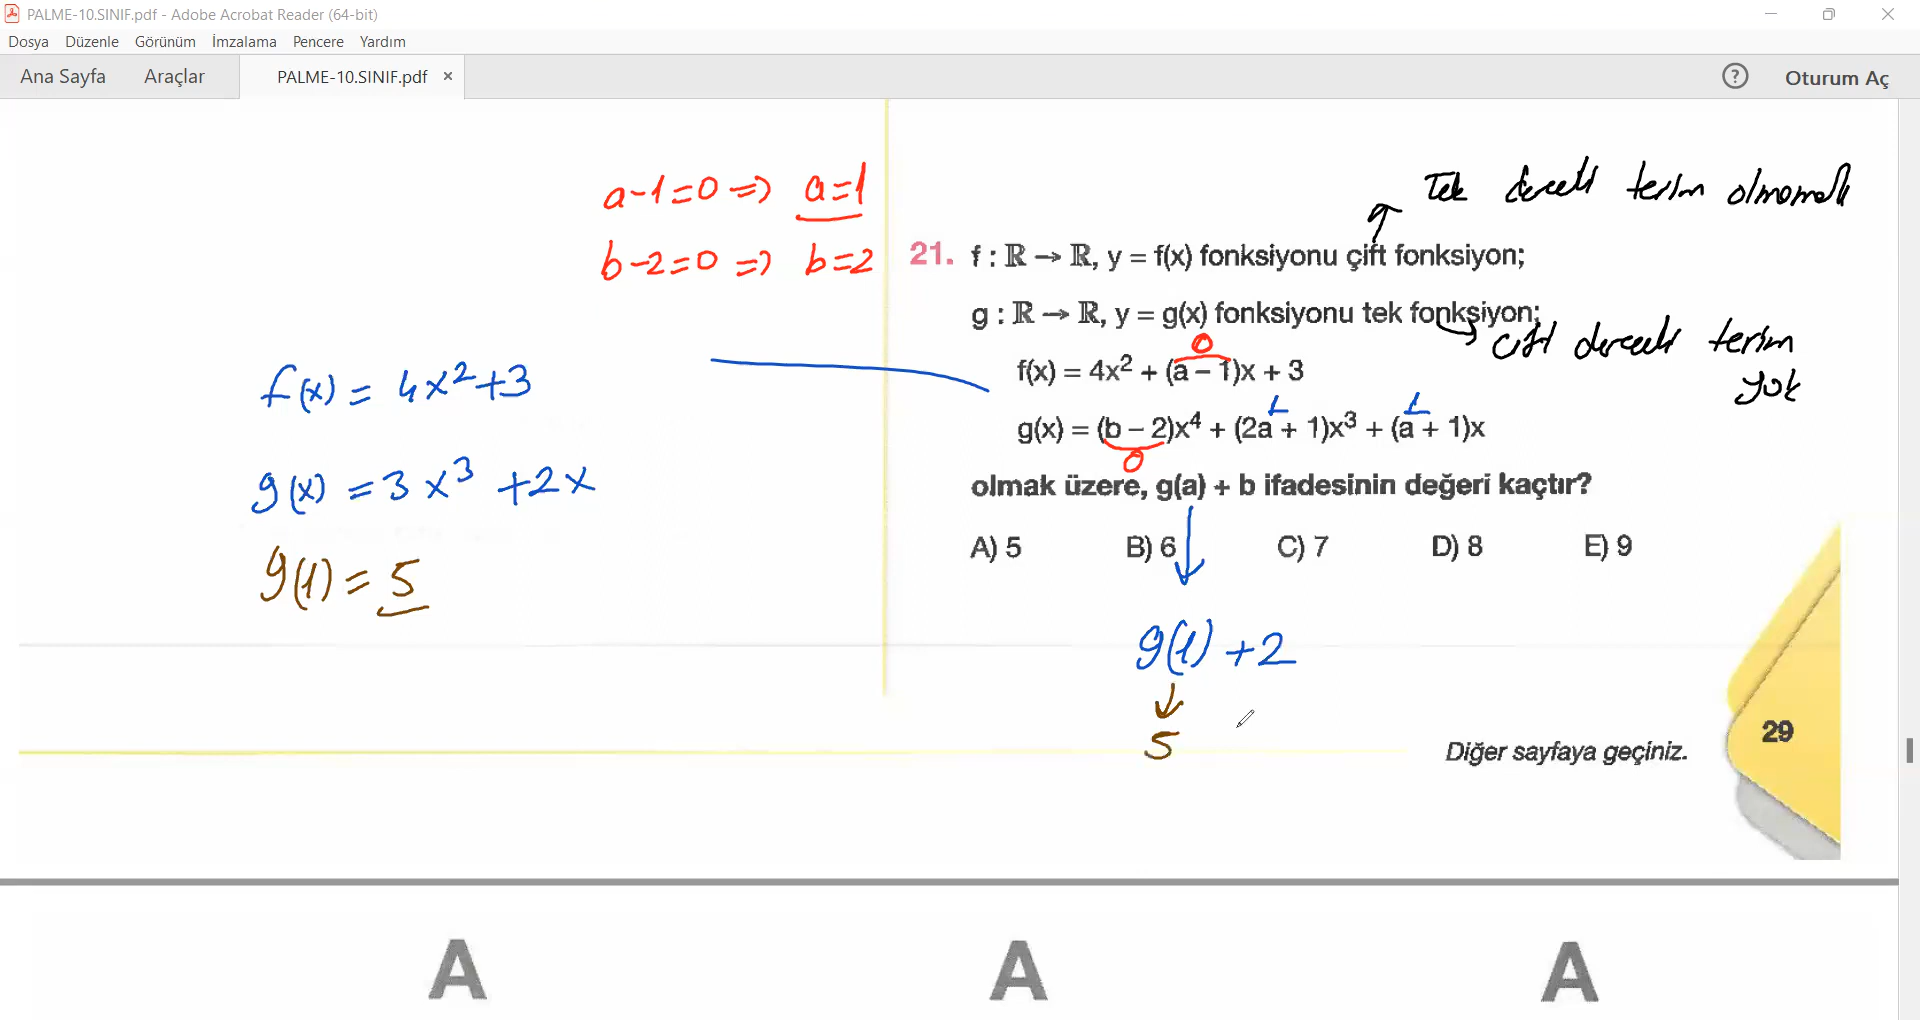 PALME-10.SINIF.pdf - Adobe Acrobat Reader (64-bit)
Dosya Düzenle Görünüm İmzalama Pencere Yardım
Ana Sayfa Araçlar PALME-10.SINIF.pdf × ? Oturum Aç
a-1=0 ⇒ a=1
b-2=0 ⇒ b=2
f(x) = 4x²+3
g(x) = 3x³ +2x
g(1) = 5
Tek dereceli terim olmamalı
21. f : ℝ → ℝ, y = f(x) fonksiyonu çift fonksiyon;
g : ℝ → ℝ, y = g(x) fonksiyonu tek fonksiyon;
Çift dereceli terim
yok
0
f(x) = 4x² + (a – 1)x + 3
1 1
g(x) = (b – 2)x⁴ + (2a + 1)x³ + (a + 1)x
0
olmak üzere, g(a) + b ifadesinin değeri kaçtır?
A) 5 B) 6 C) 7 D) 8 E) 9
g(1) +2
5
29
Diğer sayfaya geçiniz.
A A A